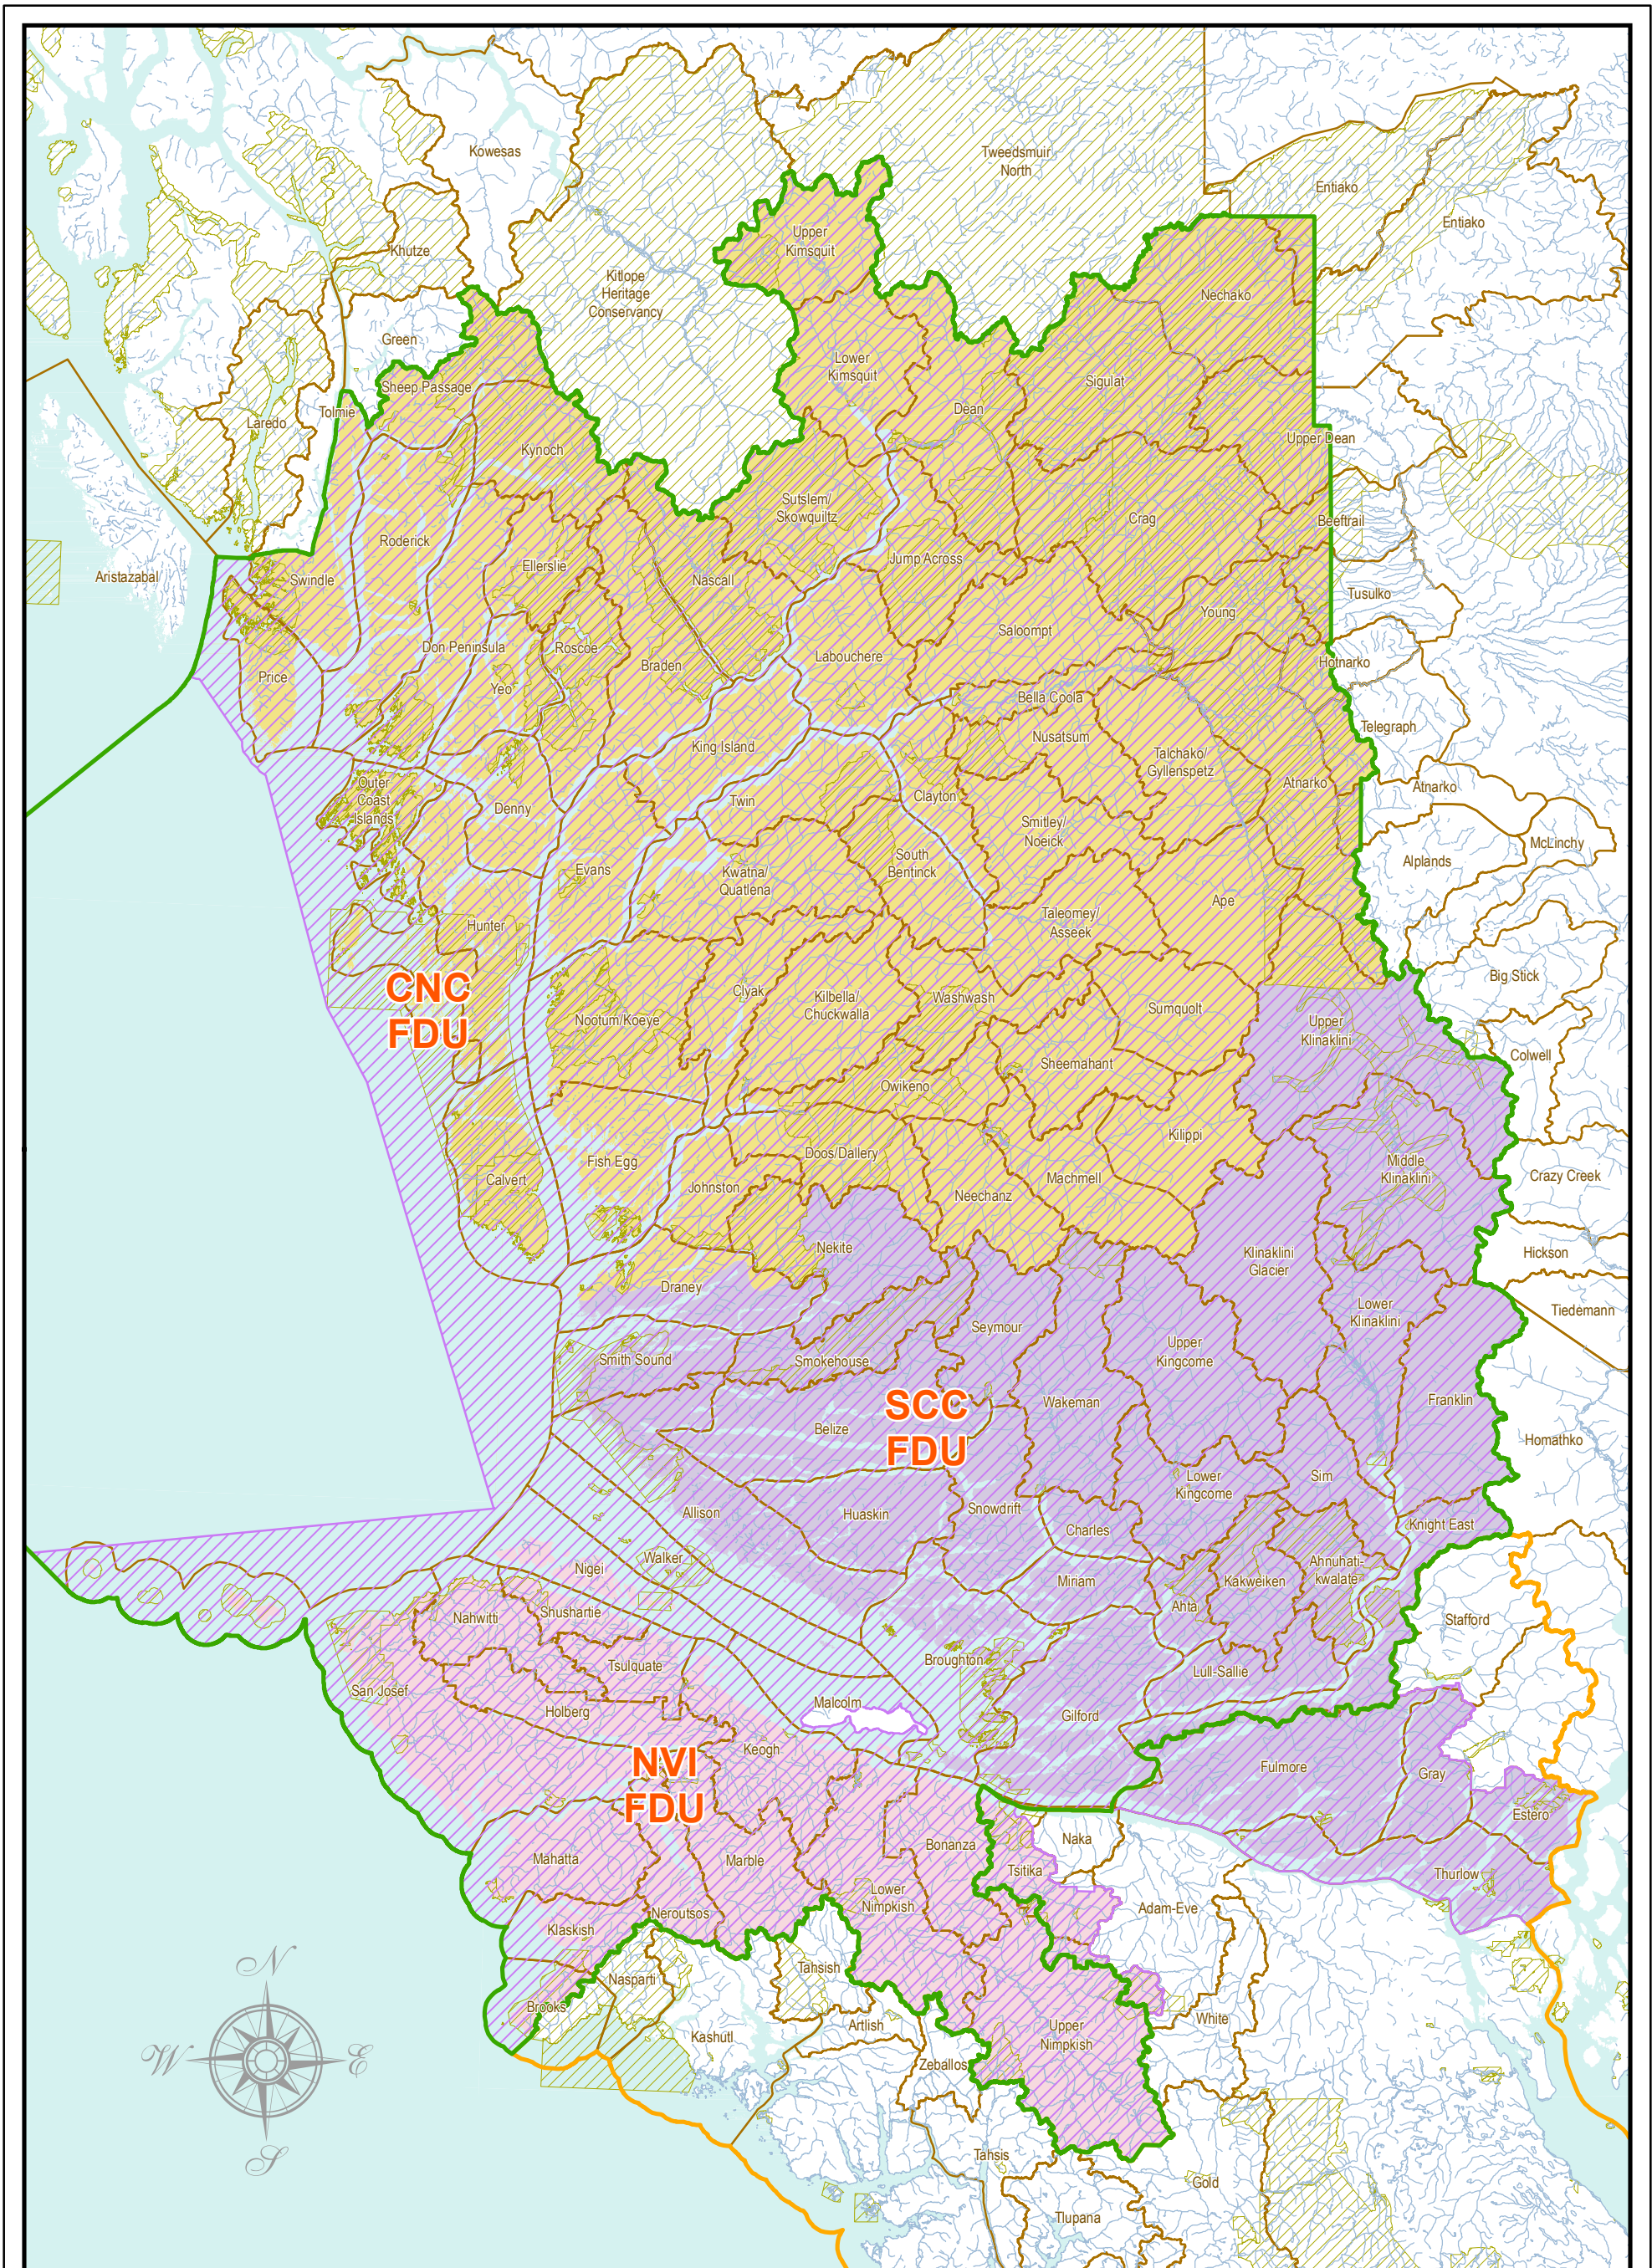 Kowesas
Tweedsmuir
North
Entiako
Entiako
Upper
Kimsquit
Khutze
Kitlope
Heritage
Conservancy
Nechako
Green
Lower
Kimsquit
Sheep Passage
Sigulat
Tolmie
Laredo
Dean
Upper Dean
Kynoch
Sutslem/
Skowquiltz
Crag
Beeftrail
Roderick
Aristazabal
Swindle
Ellerslie
Nascall
Jump Across
Tusulko
Young
Saloompt
Don Peninsula
Roscoe
Braden
Labouchere
Hotnarko
Price
Yeo
Bella Coola
Telegraph
Nusatsum
King Island
Talchako/
Gyllenspetz
Outer
Coast
Islands
Denny
Twin
Clayton
Atnarko
Atnarko
Smitley/
Noeick
McLinchy
Alplands
Evans
Kwatna/
Quatlena
South
Bentinck
Ape
Taleomey/
Asseek
Hunter
Big Stick
CNC
FDU
Clyak
Kilbella/
Chuckwalla
Washwash
Sumquolt
Nootum/Koeye
Upper
Klinaklini
Colwell
Sheemahant
Owikeno
Kilippi
Fish Egg
Doos/Dallery
Middle
Klinaklini
Crazy Creek
Calvert
Johnston
Neechanz
Machmell
Nekite
Klinaklini
Glacier
Hickson
Draney
Lower
Klinaklini
Tiedemann
Seymour
Smith Sound
Smokehouse
Upper
Kingcome
SCC
FDU
Wakeman
Franklin
Belize
Homathko
Lower
Kingcome
Sim
Allison
Huaskin
Snowdrift
Charles
Knight East
Nigei
Walker
Miriam
Kakweiken
Ahnuhati-
kwalate
Nahwitti
Shushartie
Ahta
Stafford
Tsulquate
Broughton
Lull-Sallie
San Josef
Holberg
Malcolm
Gilford
NVI
FDU
Keogh
Fulmore
Gray
Estero
Naka
Bonanza
Mahatta
Marble
Tsitika
Thurlow
Lower
Nimpkish
Adam-Eve
Neroutsos
Klaskish
N
Nasparti
Tahsish
Brooks
W
E
Kashutl
Artlish
Upper
Nimpkish
White
Zeballos
S
Tahsis
Gold
Tlupana